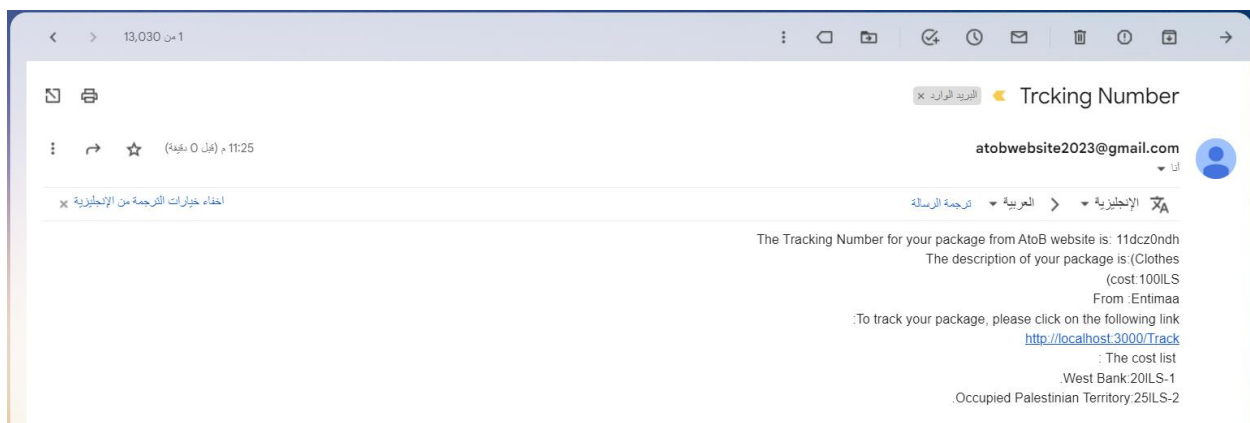 1 من 13,030
Trcking Number
البريد الوارد ×
atobwebsite2023@gmail.com
11:25 م (قبل 0 دقيقة)
أنا
الإنجليزية
العربية
ترجمة الرسالة
اخفاء خيارات الترجمة من الإنجليزية ×
The Tracking Number for your package from AtoB website is: 11dcz0ndh
The description of your package is:(Clothes
(cost:100ILS
From :Entimaa
:To track your package, please click on the following link
http://localhost:3000/Track
: The cost list
.West Bank:20ILS-1
.Occupied Palestinian Territory:25ILS-2